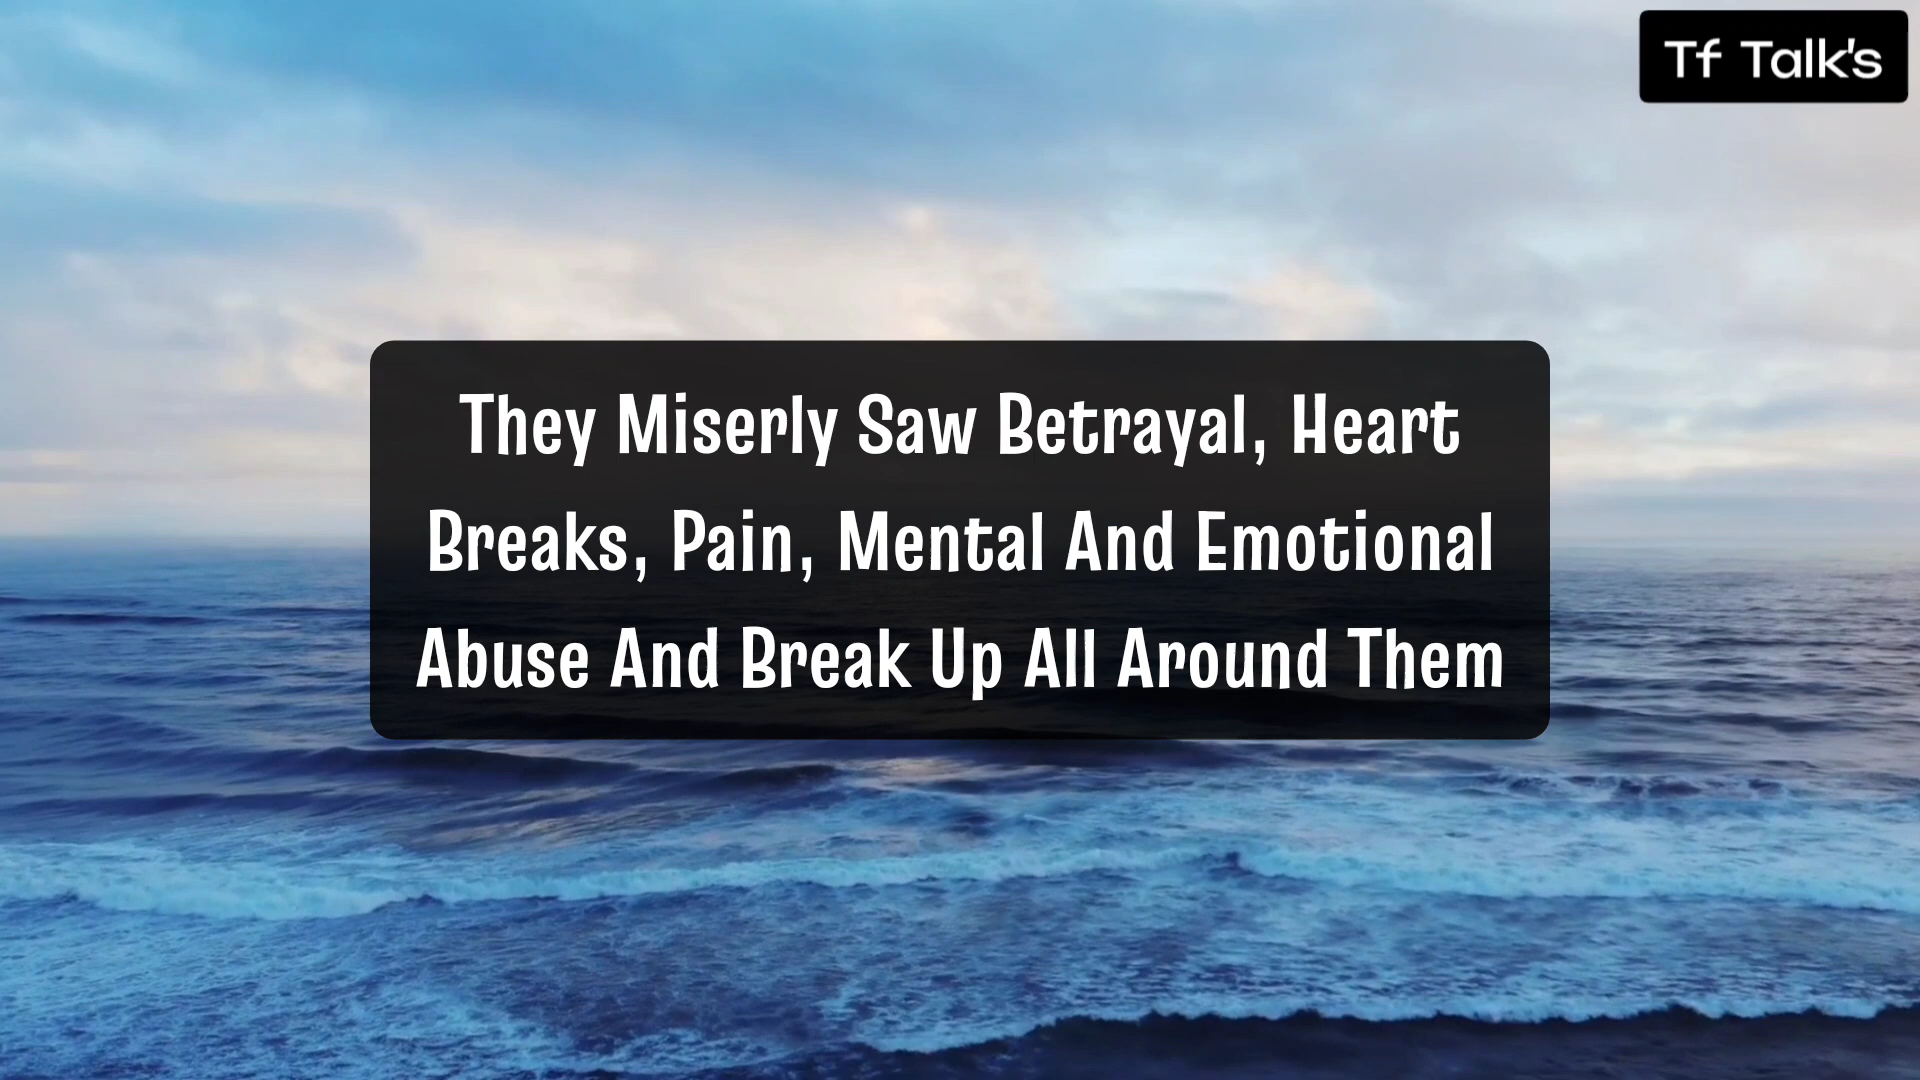 Tf Talk's
They Miserly Saw Betrayal, Heart
Breaks, Pain, Mental And Emotional
Abuse And Break Up All Around Them